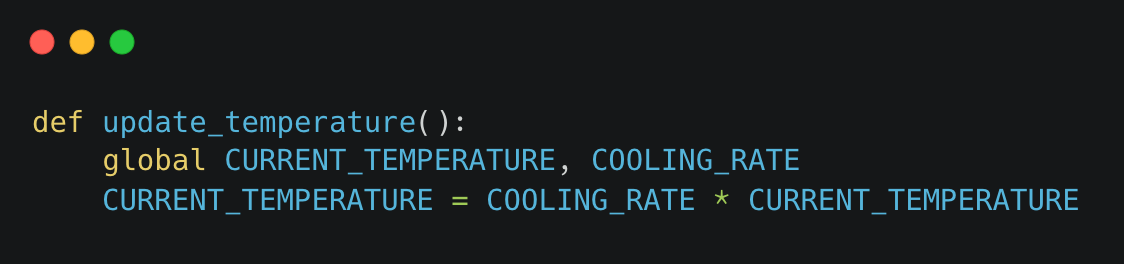 def update_temperature():
    global CURRENT_TEMPERATURE, COOLING_RATE
    CURRENT_TEMPERATURE = COOLING_RATE * CURRENT_TEMPERATURE